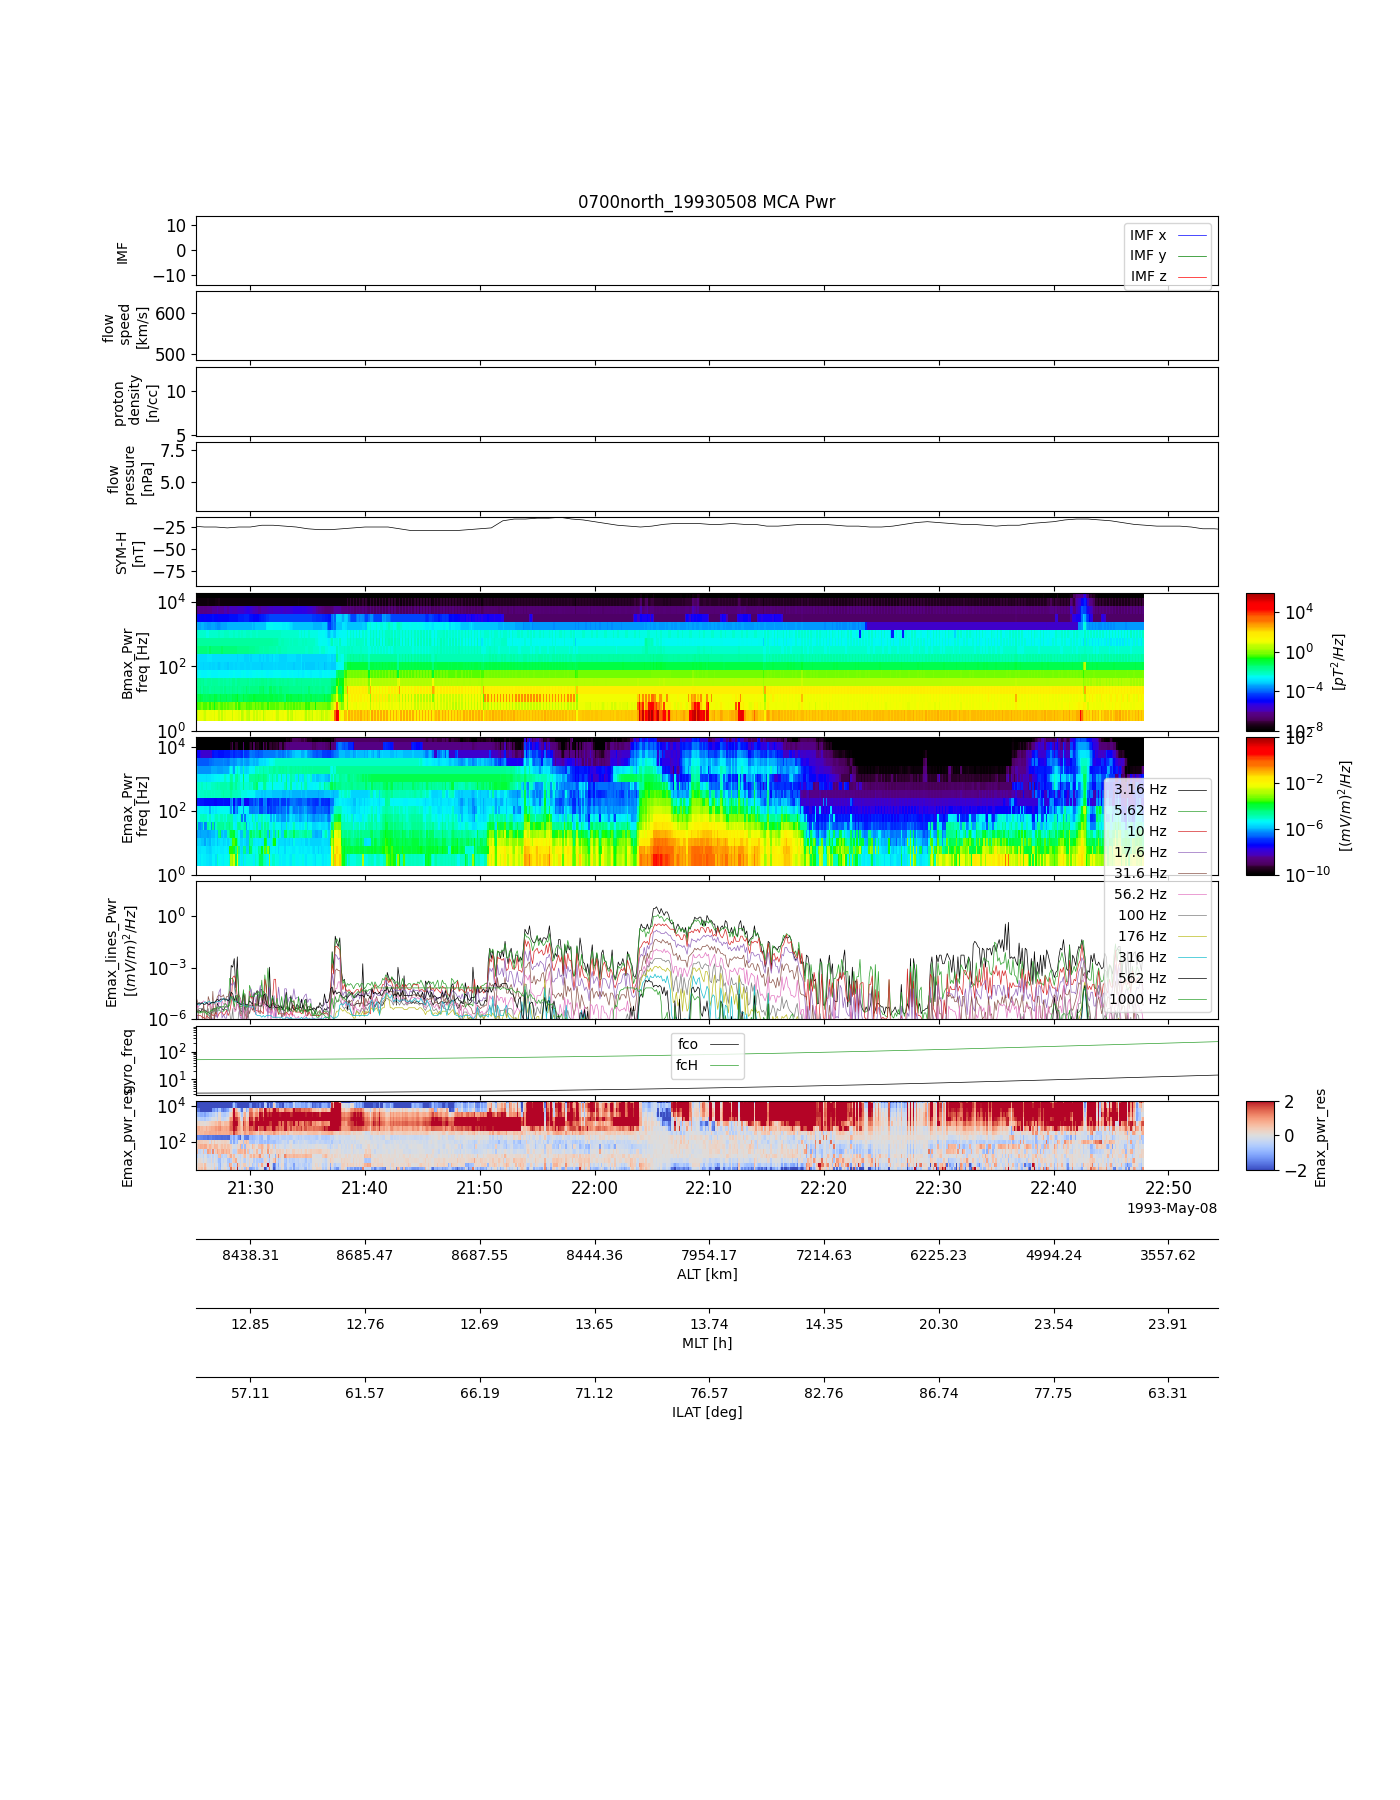 0700north_19930508 MCA Pwr
IMF
10
0
−10
IMF x
IMF y
IMF z
flow
speed
[km/s]
600
500
proton
density
[n/cc]
10
5
flow
pressure
[nPa]
7.5
5.0
SYM-H
[nT]
−25
−50
−75
Bmax_Pwr
freq [Hz]
10^4
10^2
10^0
10^4
10^0
10^−4
10^−8
[pT^2/Hz]
Emax_Pwr
freq [Hz]
10^4
10^2
10^0
10^2
10^−2
10^−6
10^−10
[(mV/m)^2/Hz]
3.16 Hz
5.62 Hz
10 Hz
17.6 Hz
31.6 Hz
56.2 Hz
100 Hz
176 Hz
316 Hz
562 Hz
1000 Hz
Emax_lines_Pwr
[(mV/m)^2/Hz]
10^0
10^−3
10^−6
gyro_freq
10^2
10^1
fco
fcH
Emax_pwr_res
10^4
10^2
2
0
−2
Emax_pwr_res
21:30 21:40 21:50 22:00 22:10 22:20 22:30 22:40 22:50
1993-May-08
8438.31 8685.47 8687.55 8444.36 7954.17 7214.63 6225.23 4994.24 3557.62
ALT [km]
12.85 12.76 12.69 13.65 13.74 14.35 20.30 23.54 23.91
MLT [h]
57.11 61.57 66.19 71.12 76.57 82.76 86.74 77.75 63.31
ILAT [deg]